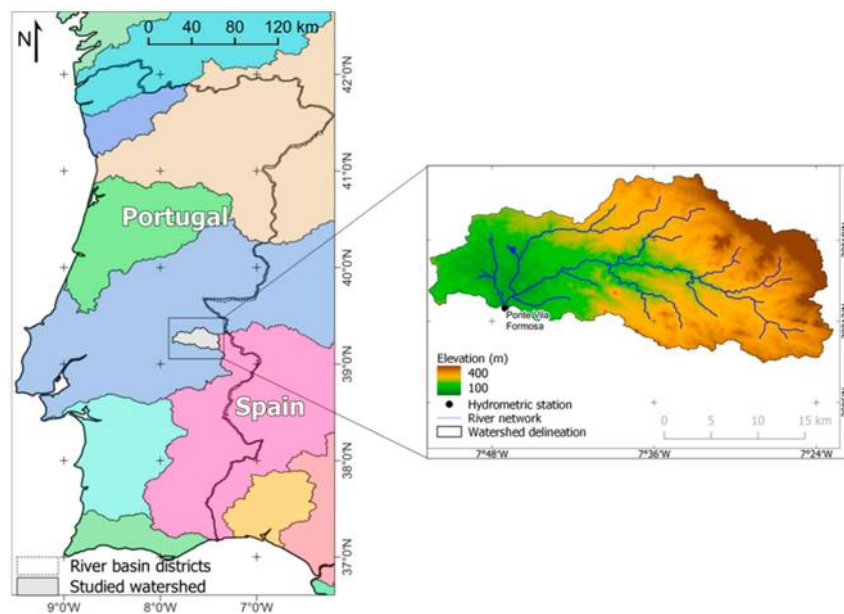 N
0 40 80 120 km
42°0'N
41°0'N
Portugal
40°0'N
39°0'N
Spain
38°0'N
37°0'N
River basin districts
Studied watershed
9°0'W 8°0'W 7°0'W
Ponte Vila
Formosa
Elevation (m)
400
100
Hydrometric station
River network
Watershed delineation
0 5 10 15 km
7°48'W 7°36'W 7°24'W